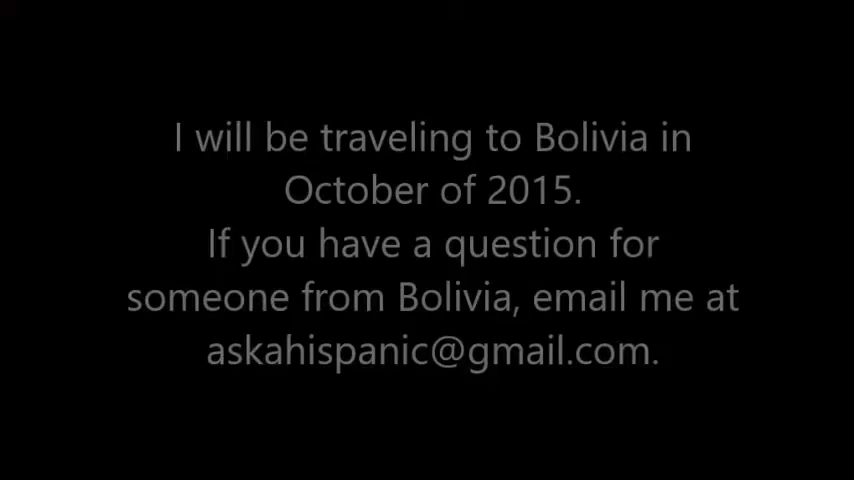 I will be traveling to Bolivia in
October of 2015.
If you have a question for
someone from Bolivia, email me at
askahispanic@gmail.com.